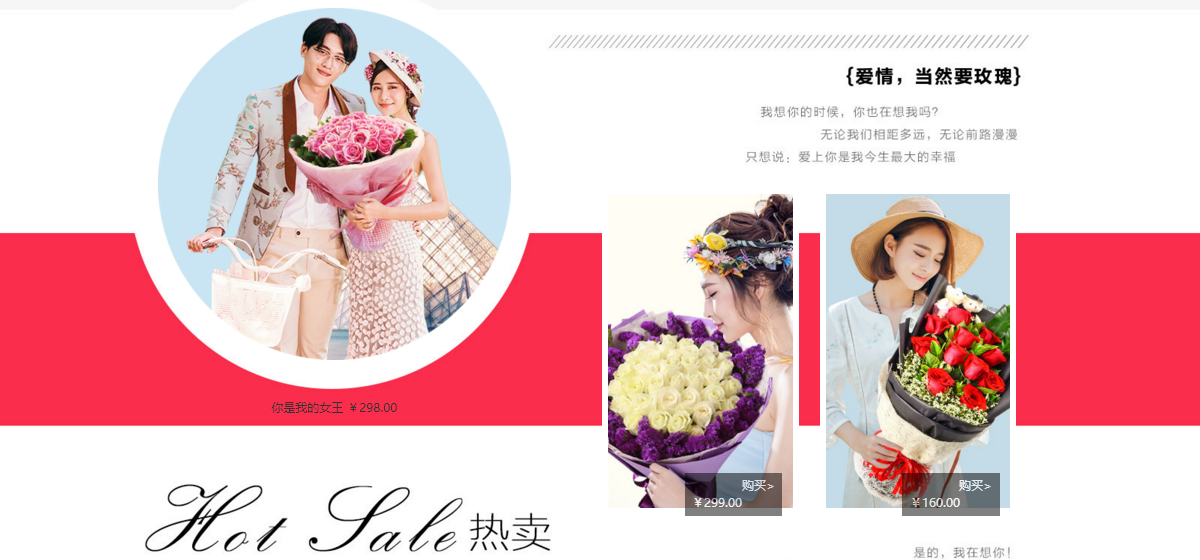 {爱情，当然要玫瑰}
我想你的时候，你也在想我吗？
无论我们相距多远，无论前路漫漫
只想说：爱上你是我今生最大的幸福
你是我的女王 ￥298.00
购买>
￥299.00
购买>
￥160.00
Hot Sale 热卖
是的，我在想你！